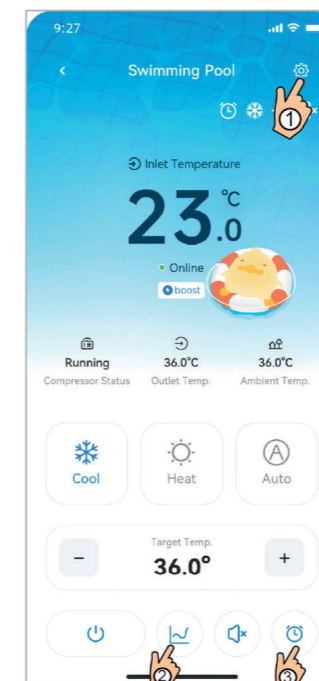 9:27
Swimming Pool
①
Inlet Temperature
23.0 °C
Online
boost
Running 36.0°C 36.0°C
Compressor Status Outlet Temp. Ambient Temp.
A
Cool Heat Auto
Target Temp.
− 36.0° +
② ③